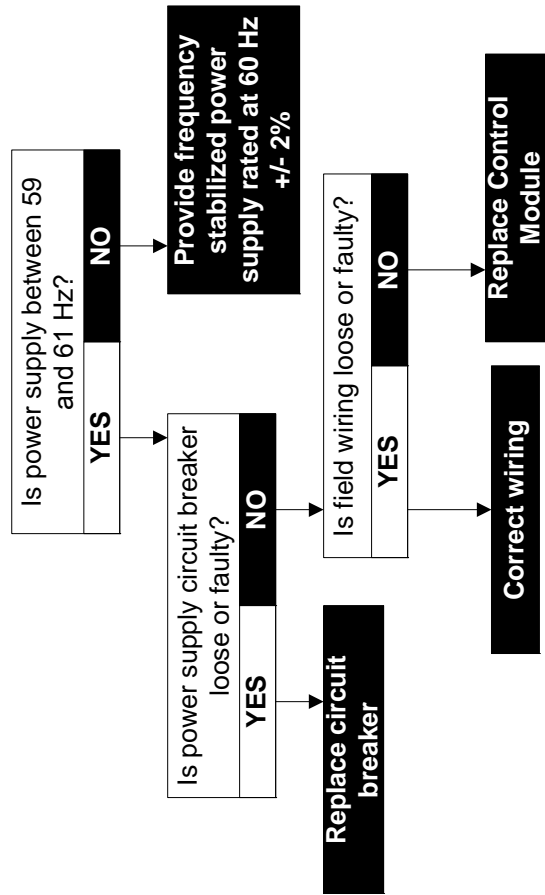 Is power supply between 59
and 61 Hz?
YES
NO
Provide frequency
stabilized power
supply rated at 60 Hz
+/- 2%
Is power supply circuit breaker
loose or faulty?
YES
NO
Replace circuit
breaker
Is field wiring loose or faulty?
YES
NO
Correct wiring
Replace Control
Module